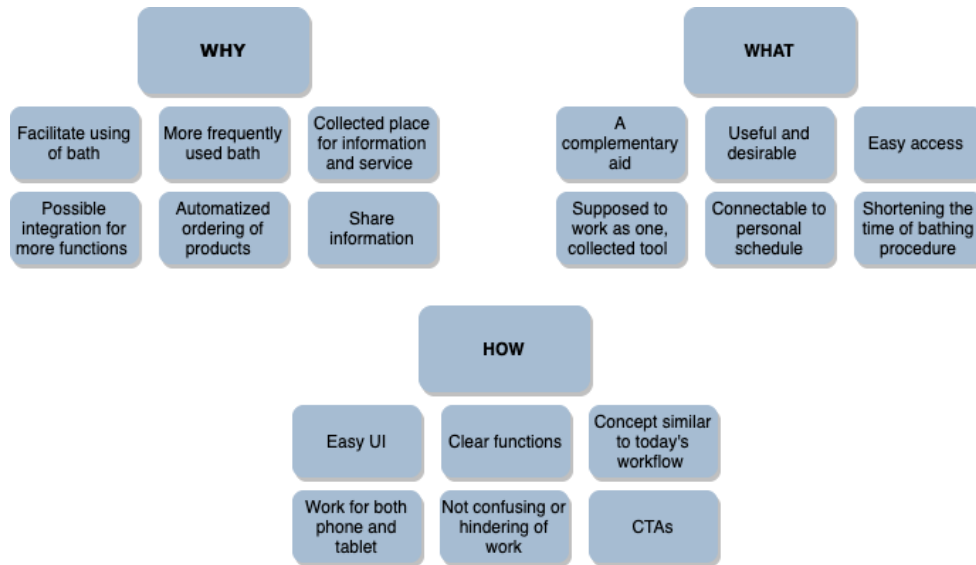 WHY
Facilitate using
of bath
More frequently
used bath
Collected place
for information
and service
Possible
integration for
more functions
Automatized
ordering of
products
Share
information
WHAT
A
complementary
aid
Useful and
desirable
Easy access
Supposed to
work as one,
collected tool
Connectable to
personal
schedule
Shortening the
time of bathing
procedure
HOW
Easy UI
Clear functions
Concept similar
to today's
workflow
Work for both
phone and
tablet
Not confusing or
hindering of
work
CTAs